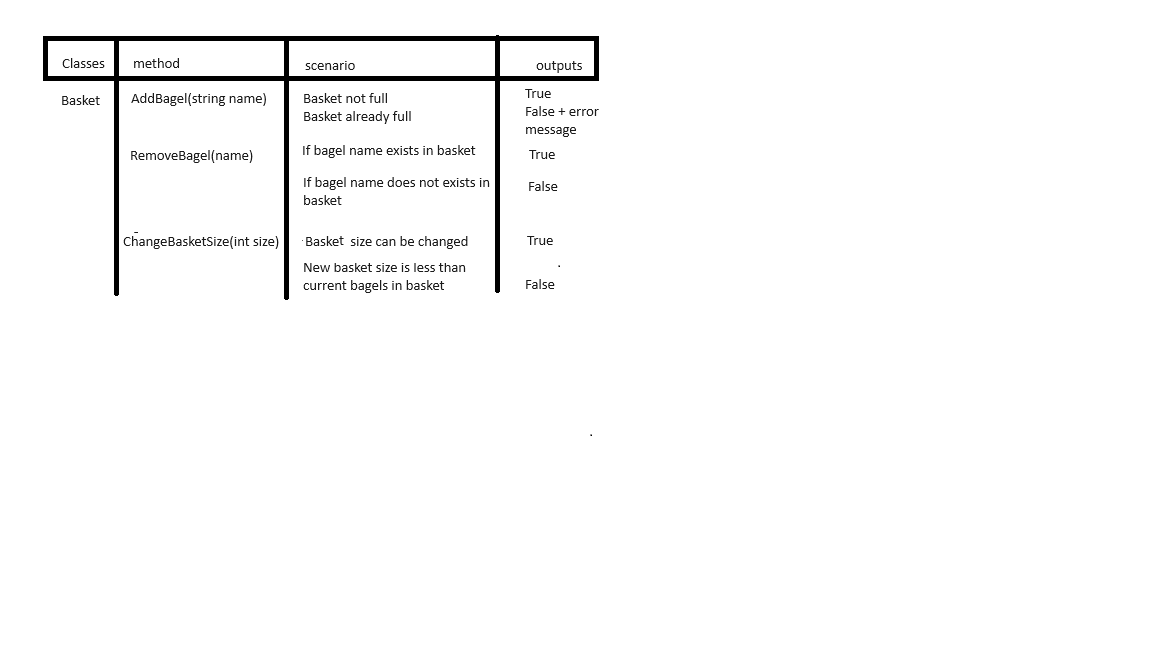 Classes method scenario outputs
Basket AddBagel(string name) Basket not full True
Basket already full False + error
message
RemoveBagel(name) If bagel name exists in basket True
If bagel name does not exists in False
basket
ChangeBasketSize(int size) Basket size can be changed True
New basket size is less than
current bagels in basket False